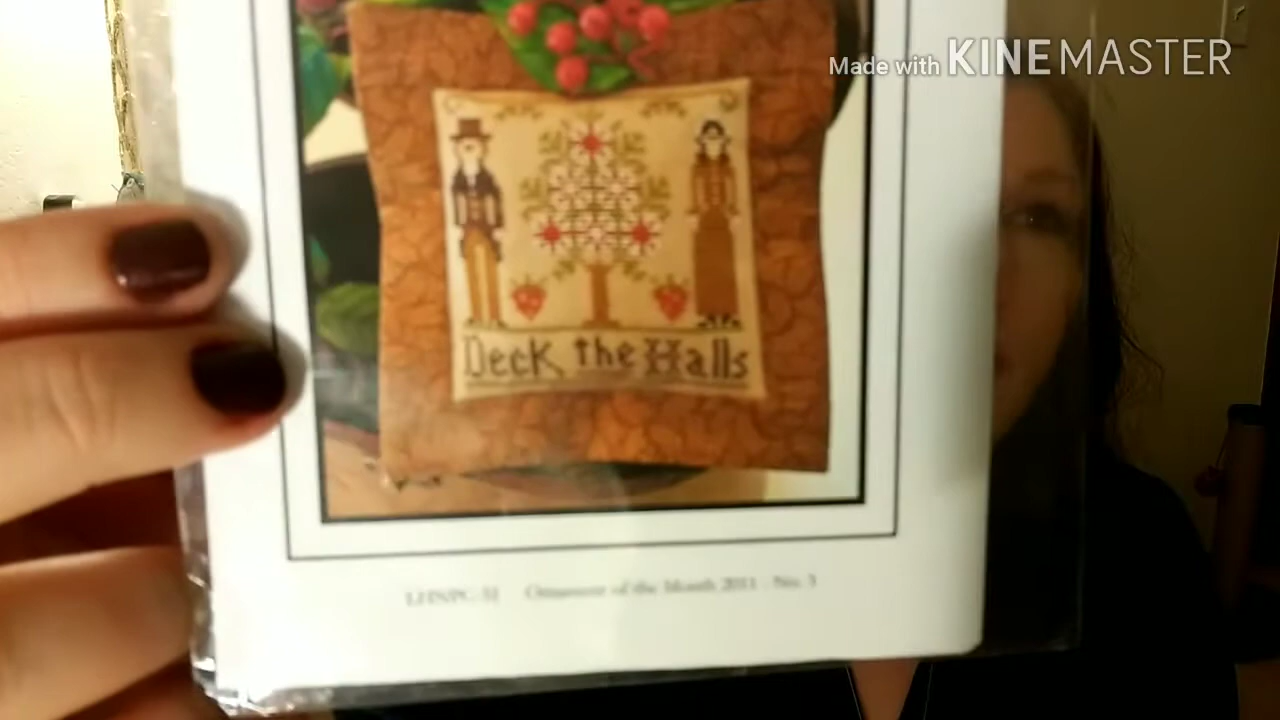 Made with KINEMASTER
Deck the Halls
Ornament of the Month 2011 No. 3